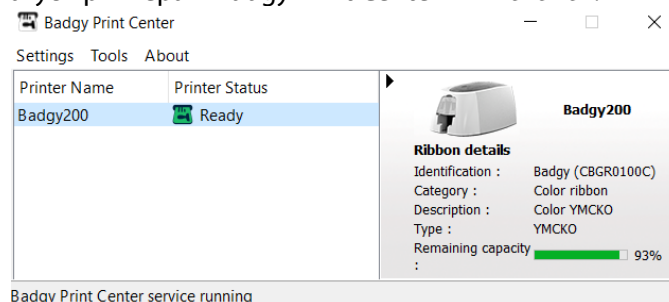 Badgy Print Center
Settings Tools About
Printer Name Printer Status
Badgy200 Ready
Badgy200
Ribbon details
Identification : Badgy (CBGR0100C)
Category : Color ribbon
Description : Color YMCKO
Type : YMCKO
Remaining capacity
: 93%
Badgy Print Center service running